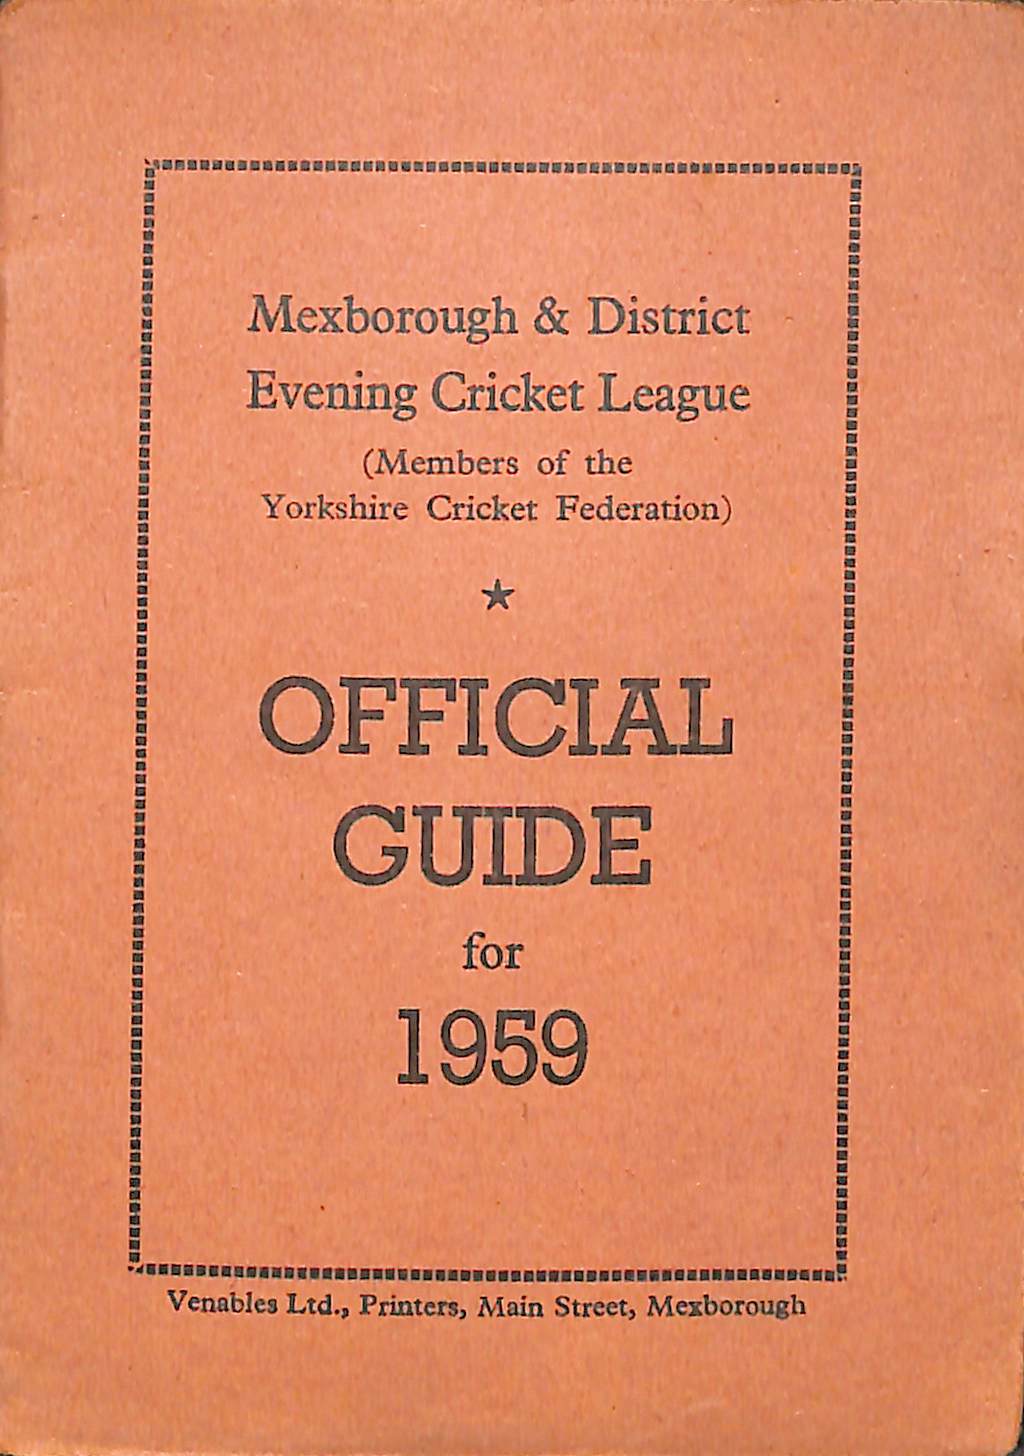 Mexborough & District
Evening Cricket League
(Members of the
Yorkshire Cricket Federation)
★
OFFICIAL
GUIDE
for
1959
Venables Ltd., Printers, Main Street, Mexborough